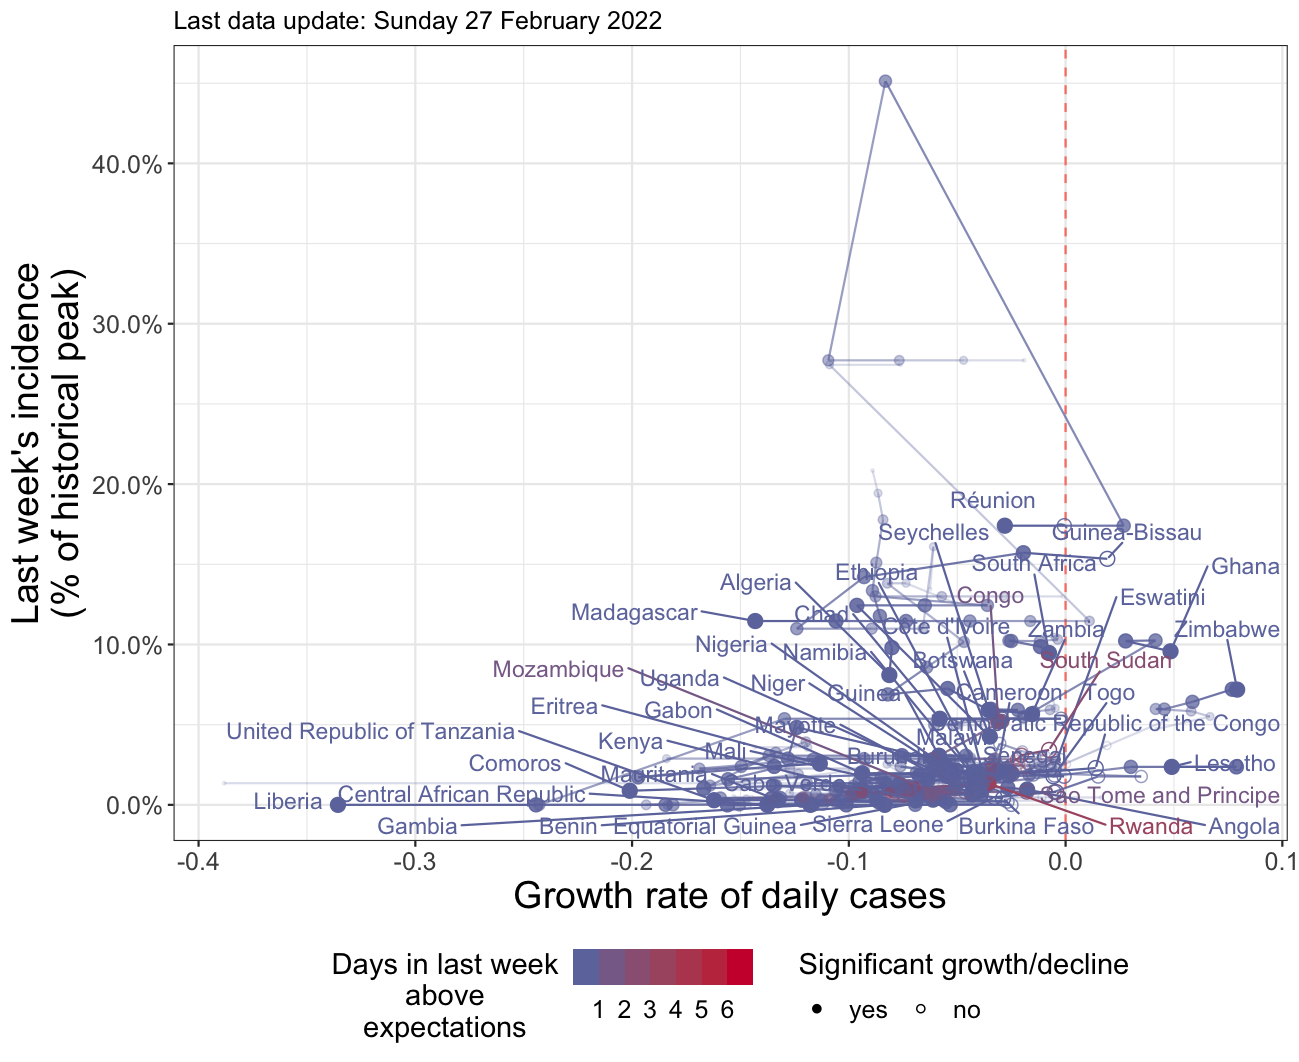 Last data update: Sunday 27 February 2022
Last week's incidence
(% of historical peak)
40.0%
30.0%
20.0%
10.0%
0.0%
Réunion
Seychelles
Guinea-Bissau
Ethiopia
South Africa
Ghana
Algeria
Congo
Eswatini
Madagascar
Chad
Côte d'Ivoire
Zambia
Zimbabwe
Nigeria
Namibia
Botswana
South Sudan
Mozambique
Uganda
Niger
Guinea
Cameroon
Togo
Eritrea
Gabon
Mayotte
Democratic Republic of the Congo
United Republic of Tanzania
Kenya
Mali
Malawi
Comoros
Mauritania
Cabo Verde
Senegal
Lesotho
Liberia
Central African Republic
Sao Tome and Principe
Gambia
Benin
Equatorial Guinea
Sierra Leone
Burkina Faso
Rwanda
Angola
-0.4
-0.3
-0.2
-0.1
0.0
0.1
Growth rate of daily cases
Days in last week
above
expectations
1 2 3 4 5 6
Significant growth/decline
yes
no